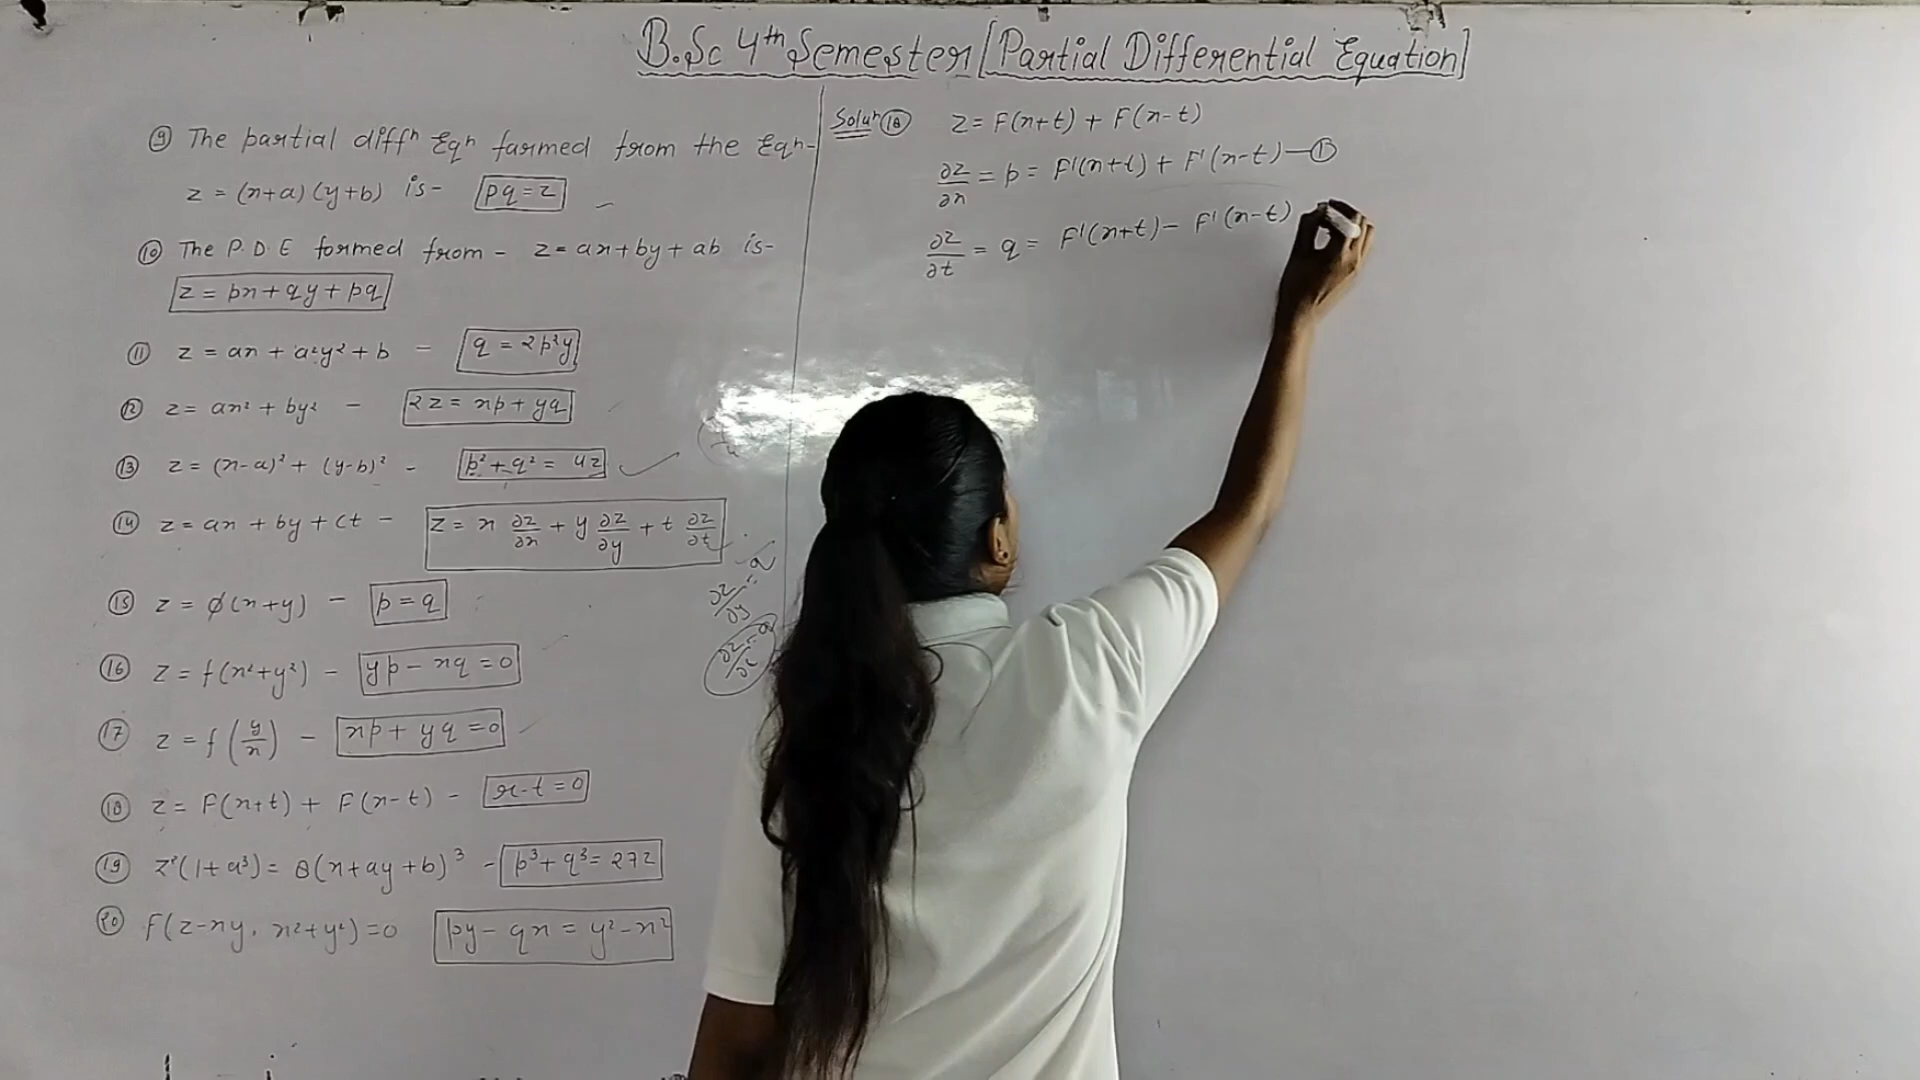 B.Sc 4th Semester [Partial Differential Equation]
⑨ The partial diffn Eqn farmed from the Eqn-
z = (x+a) (y+b) is- pq = z
⑩ The P.D.E formed from - z = ax+by+ab is-
z = px+qy+pq
⑪ z = ax + a²y² + b - q = 2p²y
⑫ z = ax² + by² - 2z = xp + yq
⑬ z = (x-a)² + (y-b)² - p² + q² = 4z
⑭ z = ax + by + ct - z = x ∂z/∂x + y ∂z/∂y + t ∂z/∂t
⑮ z = φ(x+y) - p = q
⑯ z = f(x²+y²) - yp - xq = 0
⑰ z = f(y/x) - xp + yq = 0
⑱ z = F(x+t) + F(x-t) - r-t = 0
⑲ z²(1+a³) = 8(x+ay+b)³ - p³+q³ = 27z
⑳ F(z-xy, x²+y²) = 0 py - qx = y² - x²
∂z/∂y = a
Solun ⑱ z = F(x+t) + F(x-t)
∂z/∂x = p = F'(x+t) + F'(x-t) — ①
∂z/∂t = q = F'(x+t) - F'(x-t)